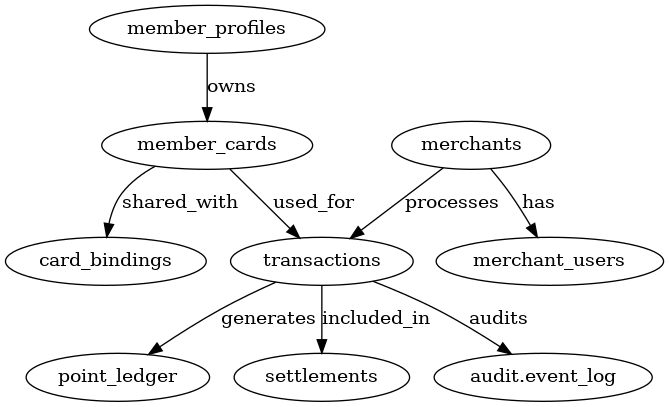 member_profiles
owns
member_cards
merchants
shared_with
used_for
processes
has
card_bindings
transactions
merchant_users
generates
included_in
audits
point_ledger
settlements
audit.event_log